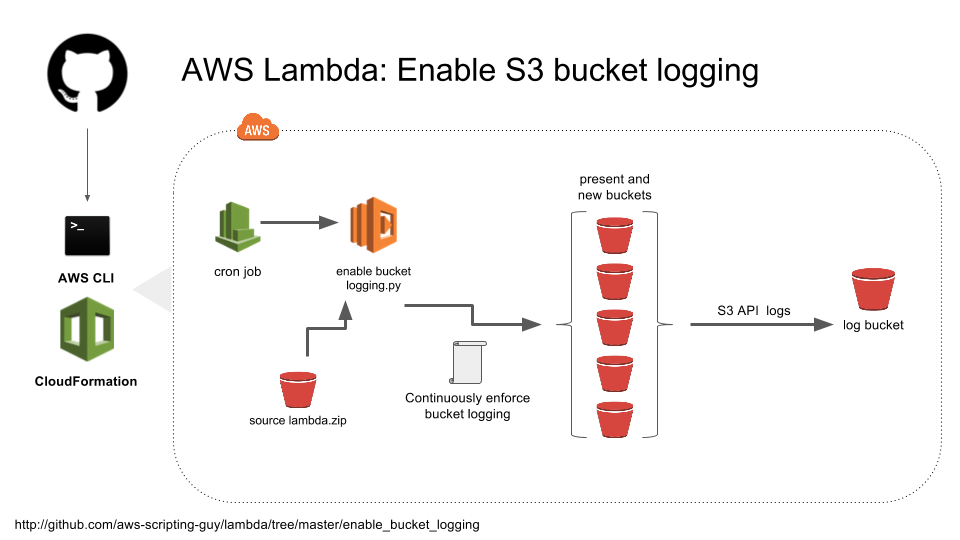 AWS Lambda: Enable S3 bucket logging
AWS
present and
new buckets
>_
AWS CLI
CloudFormation
cron job
enable bucket
logging.py
source lambda.zip
Continuously enforce
bucket logging
S3 API logs
log bucket
http://github.com/aws-scripting-guy/lambda/tree/master/enable_bucket_logging